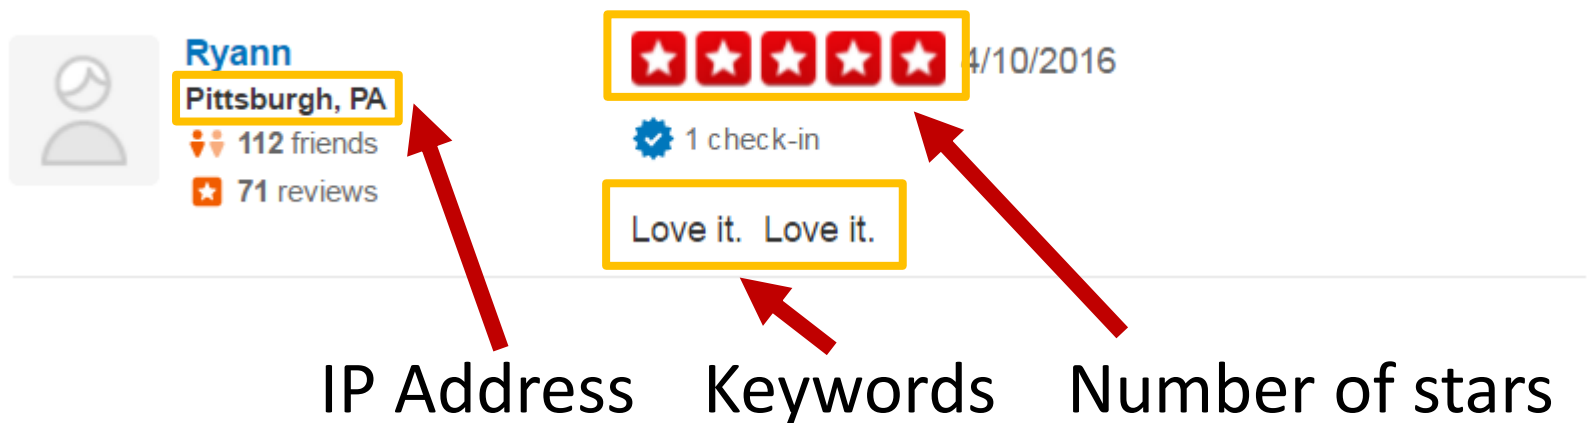 Ryann
Pittsburgh, PA
112 friends
71 reviews
4/10/2016
1 check-in
Love it.  Love it.
IP Address
Keywords
Number of stars